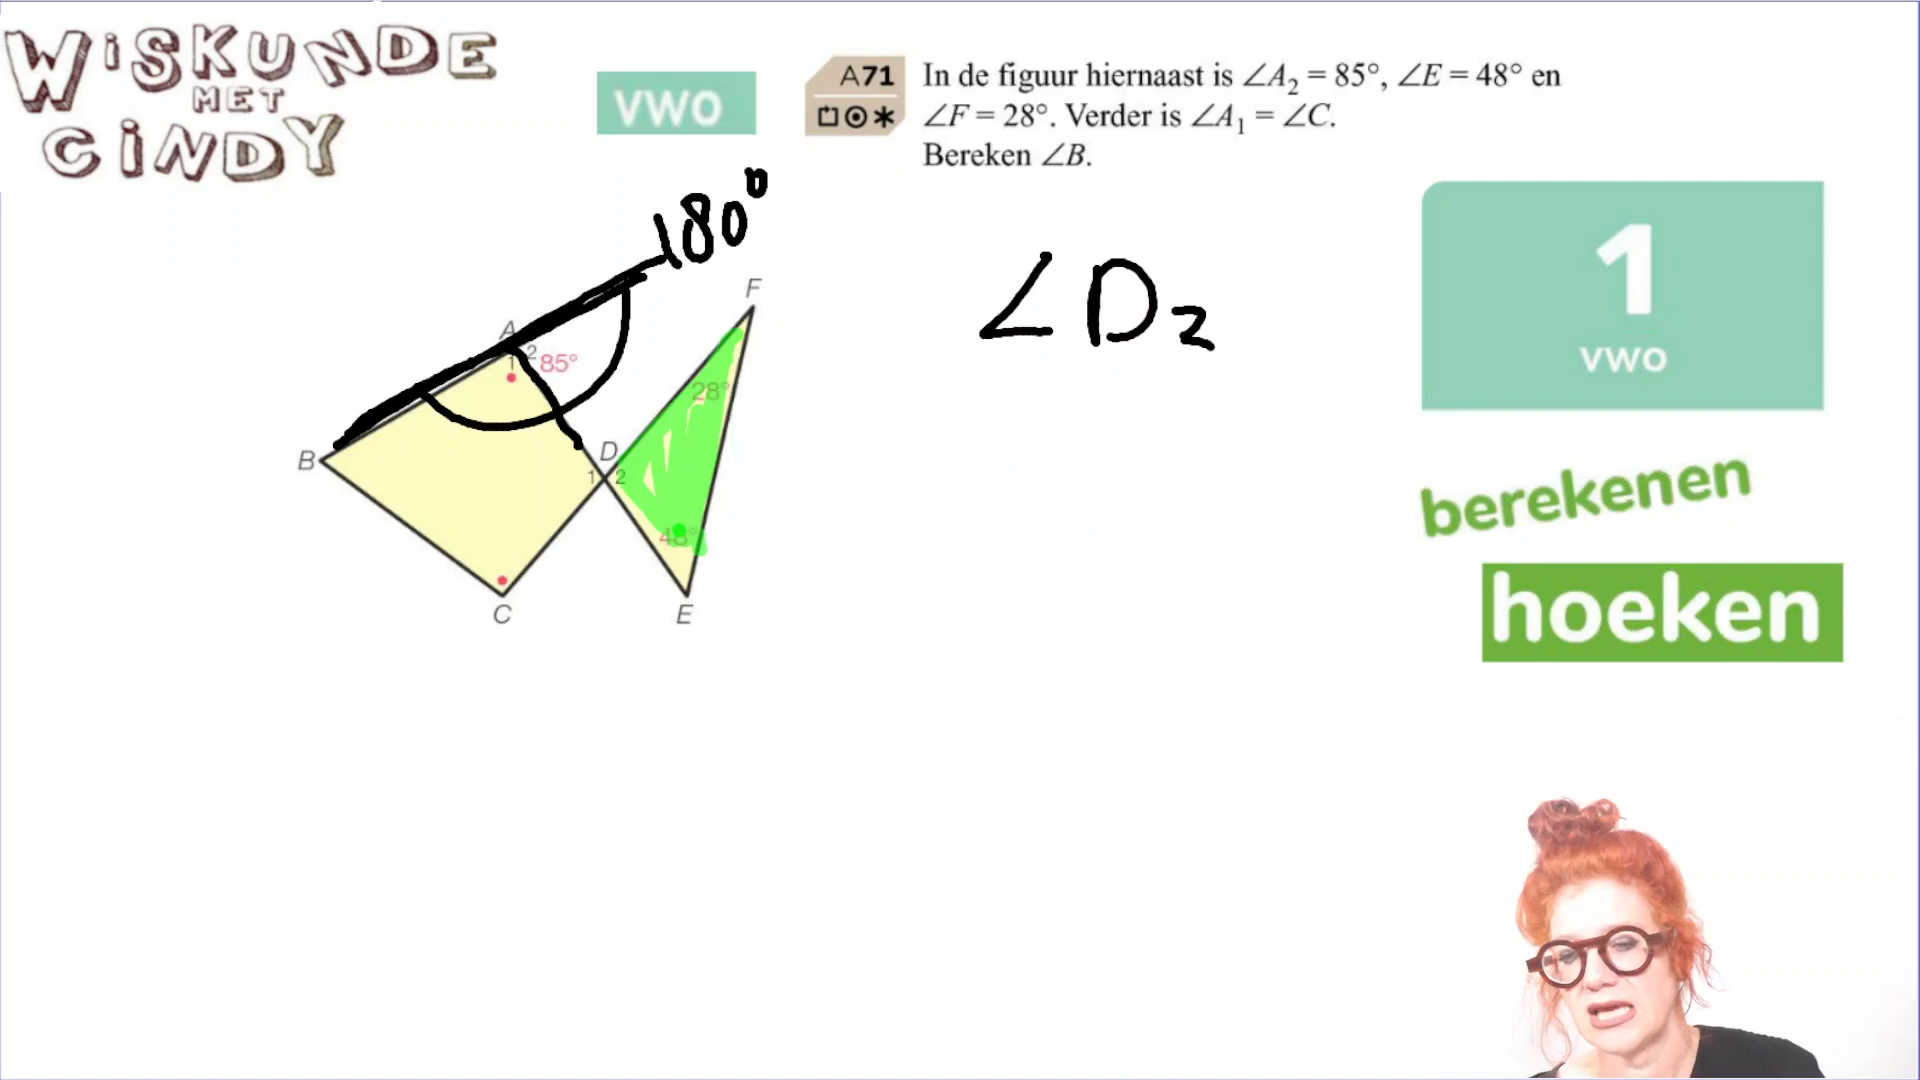 WiSKUNDE
MET
CiNDY
vwo
A71
In de figuur hiernaast is ∠A₂ = 85°, ∠E = 48° en
∠F = 28°. Verder is ∠A₁ = ∠C.
Bereken ∠B.
180°
∠D₂
F
A
1 2
85°
28°
B
D
1 2
48°
C
E
1
vwo
berekenen
hoeken